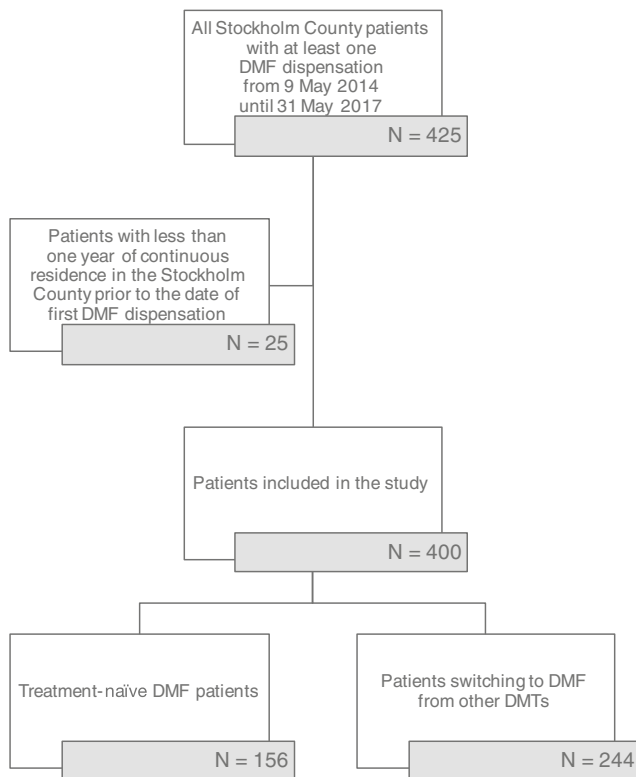 All Stockholm County patients
with at least one
DMF dispensation
from 9 May 2014
until 31 May 2017
N = 425
Patients with less than
one year of continuous
residence in the Stockholm
County prior to the date of
first DMF dispensation
N = 25
Patients included in the study
N = 400
Treatment-naïve DMF patients
N = 156
Patients switching to DMF
from other DMTs
N = 244